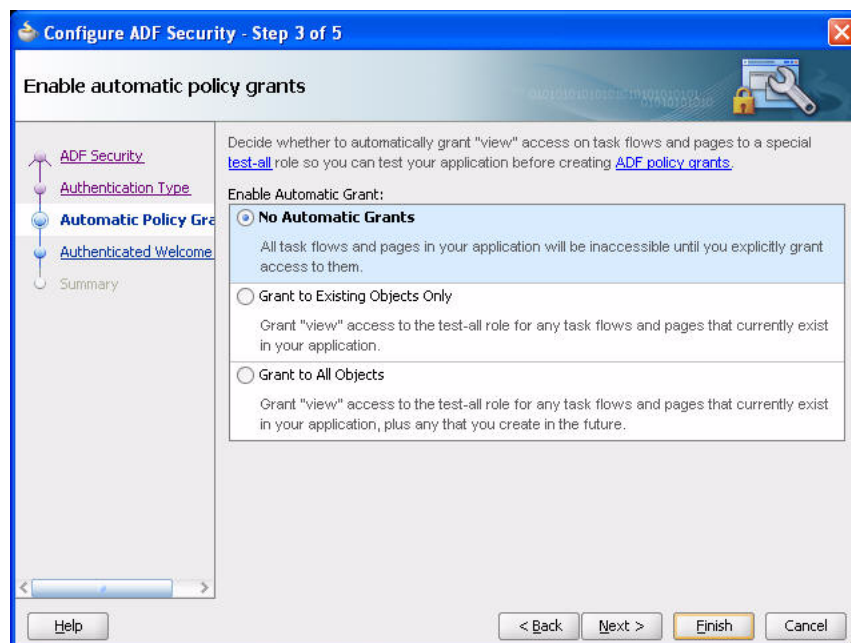 Configure ADF Security - Step 3 of 5
Enable automatic policy grants
ADF Security
Authentication Type
Automatic Policy Gra
Authenticated Welcome
Summary
Decide whether to automatically grant "view" access on task flows and pages to a special
test-all role so you can test your application before creating ADF policy grants.
Enable Automatic Grant:
No Automatic Grants
All task flows and pages in your application will be inaccessible until you explicitly grant
access to them.
Grant to Existing Objects Only
Grant "view" access to the test-all role for any task flows and pages that currently exist
in your application.
Grant to All Objects
Grant "view" access to the test-all role for any task flows and pages that currently exist
in your application, plus any that you create in the future.
Help
< Back
Next >
Finish
Cancel